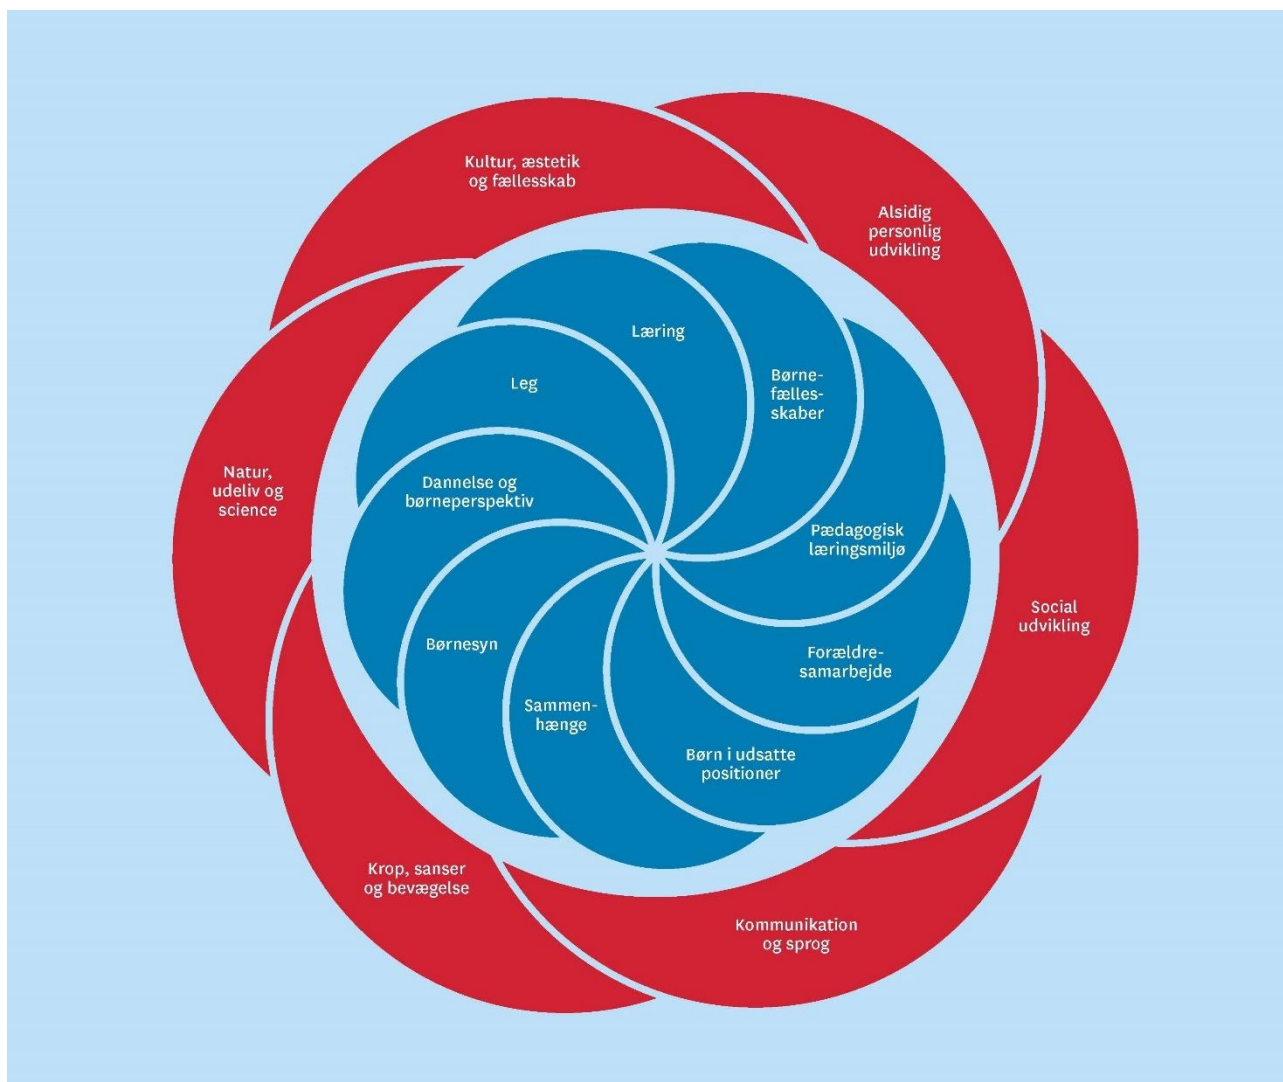 Kultur, æstetik
og fællesskab
Alsidig
personlig
udvikling
Læring
Børne-
fælles-
skaber
Leg
Natur,
udeliv og
science
Dannelse og
børneperspektiv
Pædagogisk
læringsmiljø
Social
udvikling
Børnesyn
Forældre-
samarbejde
Sammen-
hænge
Børn i udsatte
positioner
Krop, sanser
og bevægelse
Kommunikation
og sprog